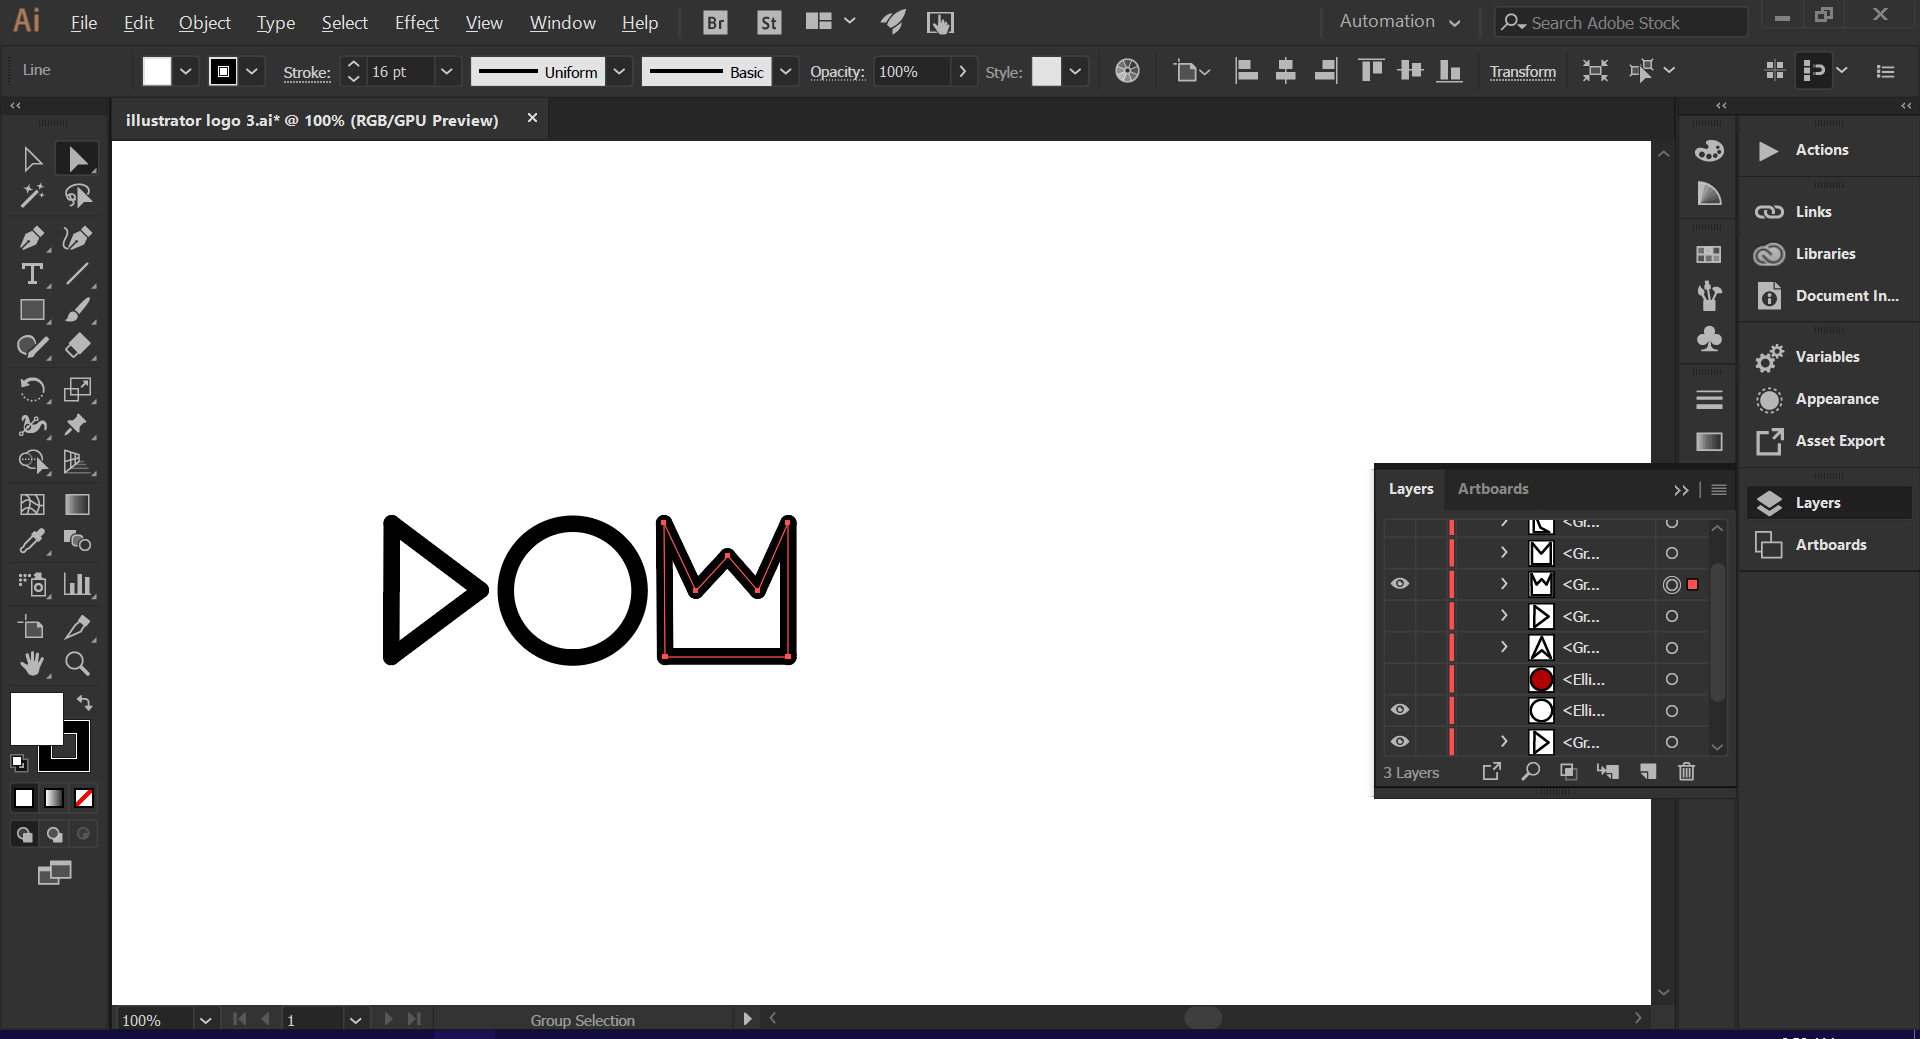 Ai File Edit Object Type Select Effect View Window Help Br St Automation Search Adobe Stock
Line Stroke: 16 pt Uniform Basic Opacity: 100% Style: Transform
illustrator logo 3.ai* @ 100% (RGB/GPU Preview)
Actions
Links
Libraries
Document In...
Variables
Appearance
Asset Export
Layers
Artboards
Layers Artboards
<Gr...
<Gr...
<Gr...
<Gr...
<Gr...
<Elli...
<Elli...
<Gr...
3 Layers
100% 1 Group Selection